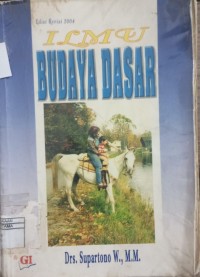 Edisi Revisi 2004
ILMU
BUDAYA DASAR
Drs. Supartono W., M.M.
GI